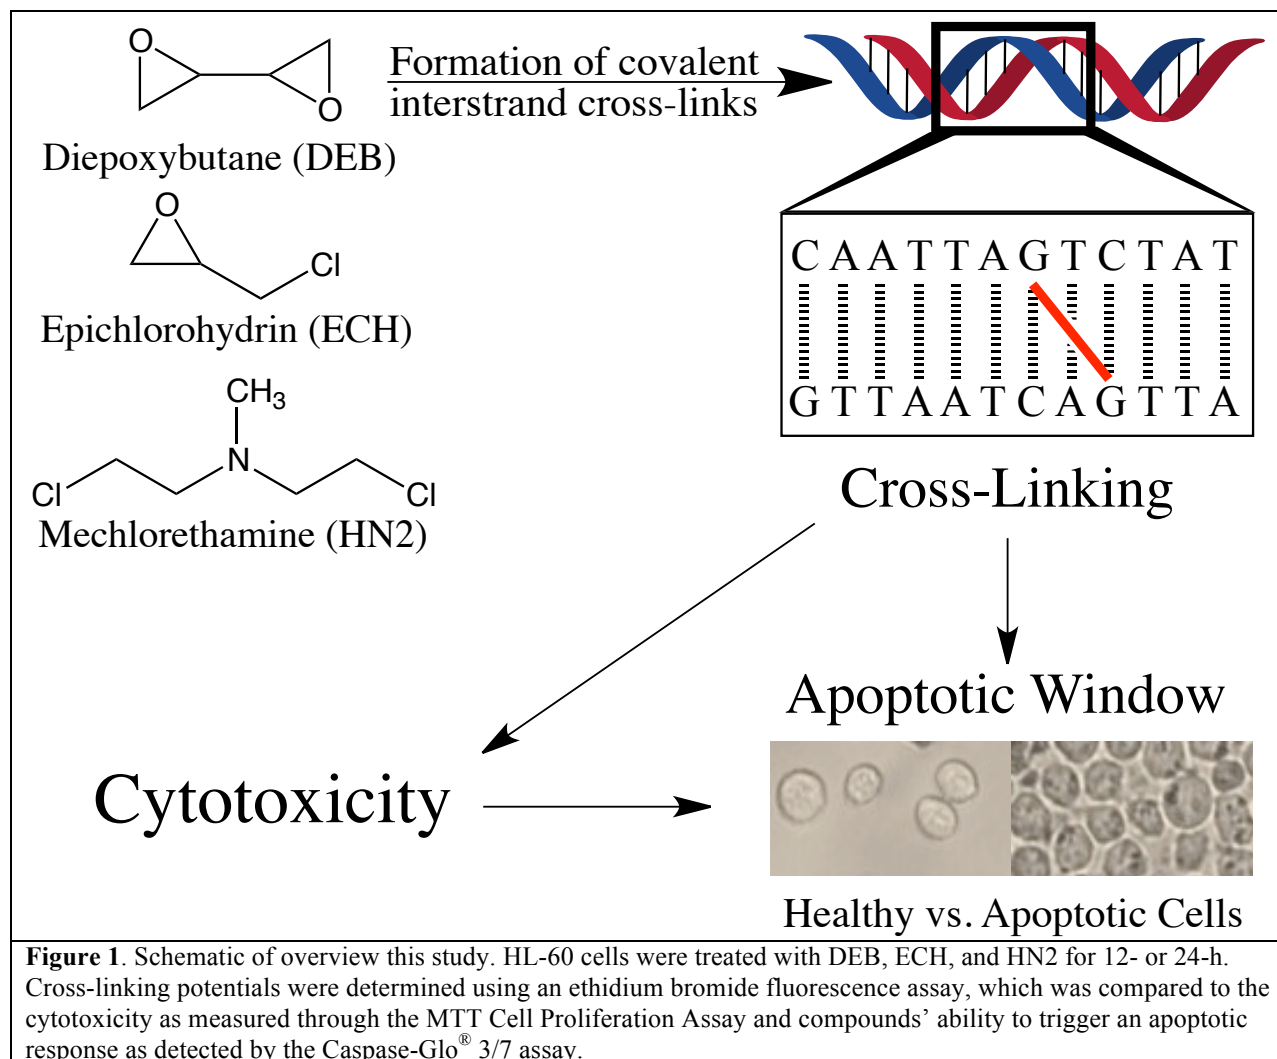 O
O
Diepoxybutane (DEB)
Formation of covalent
interstrand cross-links
O
Cl
Epichlorohydrin (ECH)
CH3
N
Cl
Cl
Mechlorethamine (HN2)
C A A T T A G T C T A T
G T T A A T C A G T T A
Cross-Linking
Apoptotic Window
Cytotoxicity
Healthy vs. Apoptotic Cells
Figure 1. Schematic of overview this study. HL-60 cells were treated with DEB, ECH, and HN2 for 12- or 24-h.
Cross-linking potentials were determined using an ethidium bromide fluorescence assay, which was compared to the
cytotoxicity as measured through the MTT Cell Proliferation Assay and compounds’ ability to trigger an apoptotic
response as detected by the Caspase-Glo® 3/7 assay.